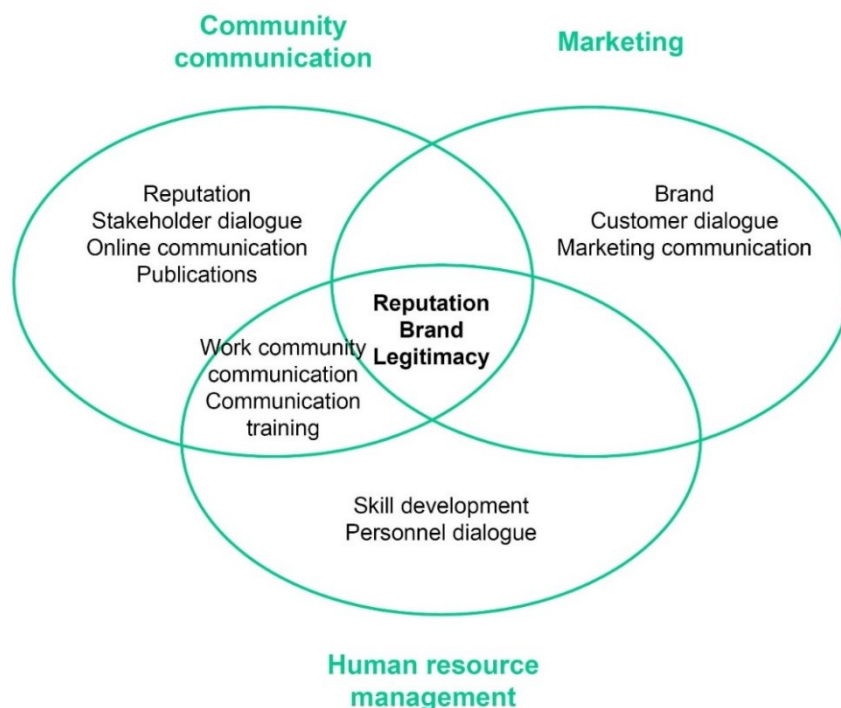 Community
communication
Marketing
Reputation
Stakeholder dialogue
Online communication
Publications
Brand
Customer dialogue
Marketing communication
Reputation
Brand
Legitimacy
Work community
communication
Communication
training
Skill development
Personnel dialogue
Human resource
management